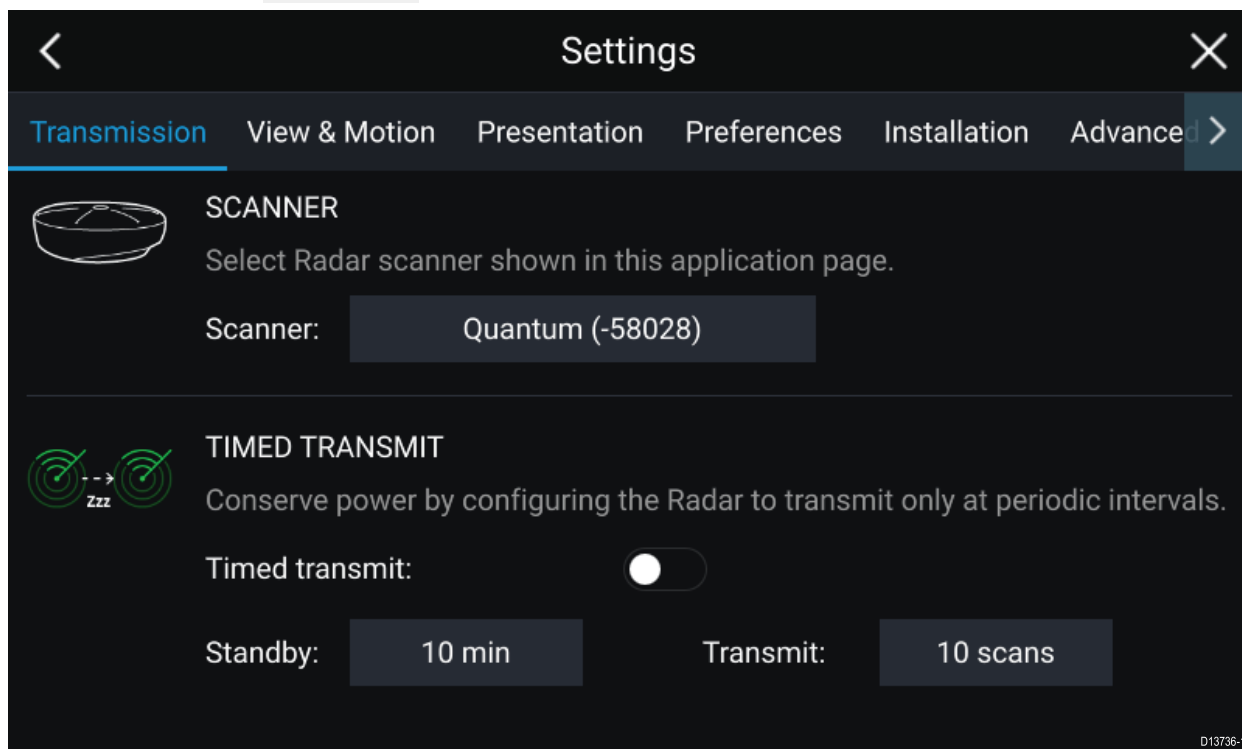 Settings
Transmission View & Motion Presentation Preferences Installation Advanced
SCANNER
Select Radar scanner shown in this application page.
Scanner: Quantum (-58028)
TIMED TRANSMIT
Zzz
Conserve power by configuring the Radar to transmit only at periodic intervals.
Timed transmit:
Standby: 10 min Transmit: 10 scans